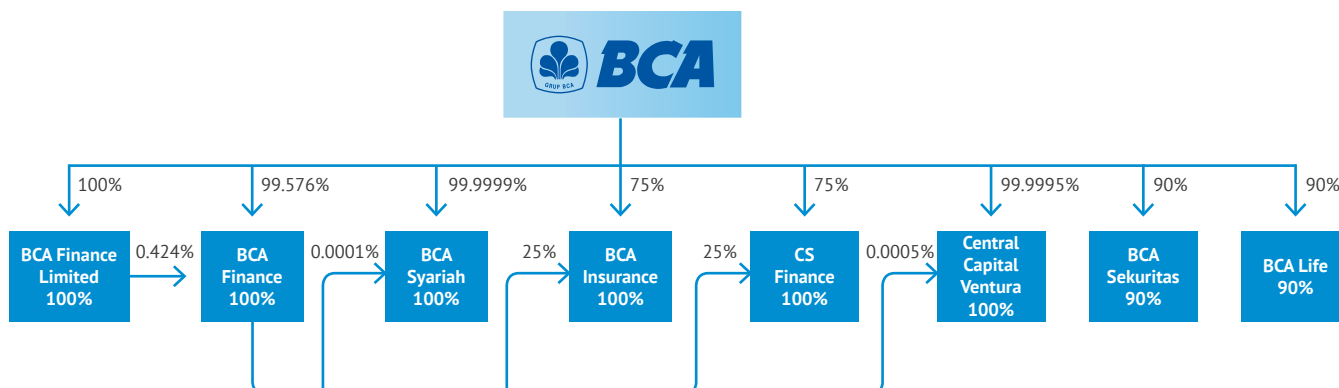 GRUP BCA
BCA
100%
99.576%
99.9999%
75%
75%
99.9995%
90%
90%
BCA Finance
Limited
100%
0.424%
BCA
Finance
100%
0.0001%
BCA
Syariah
100%
25%
BCA
Insurance
100%
25%
CS
Finance
100%
0.0005%
Central
Capital
Ventura
100%
BCA
Sekuritas
90%
BCA Life
90%